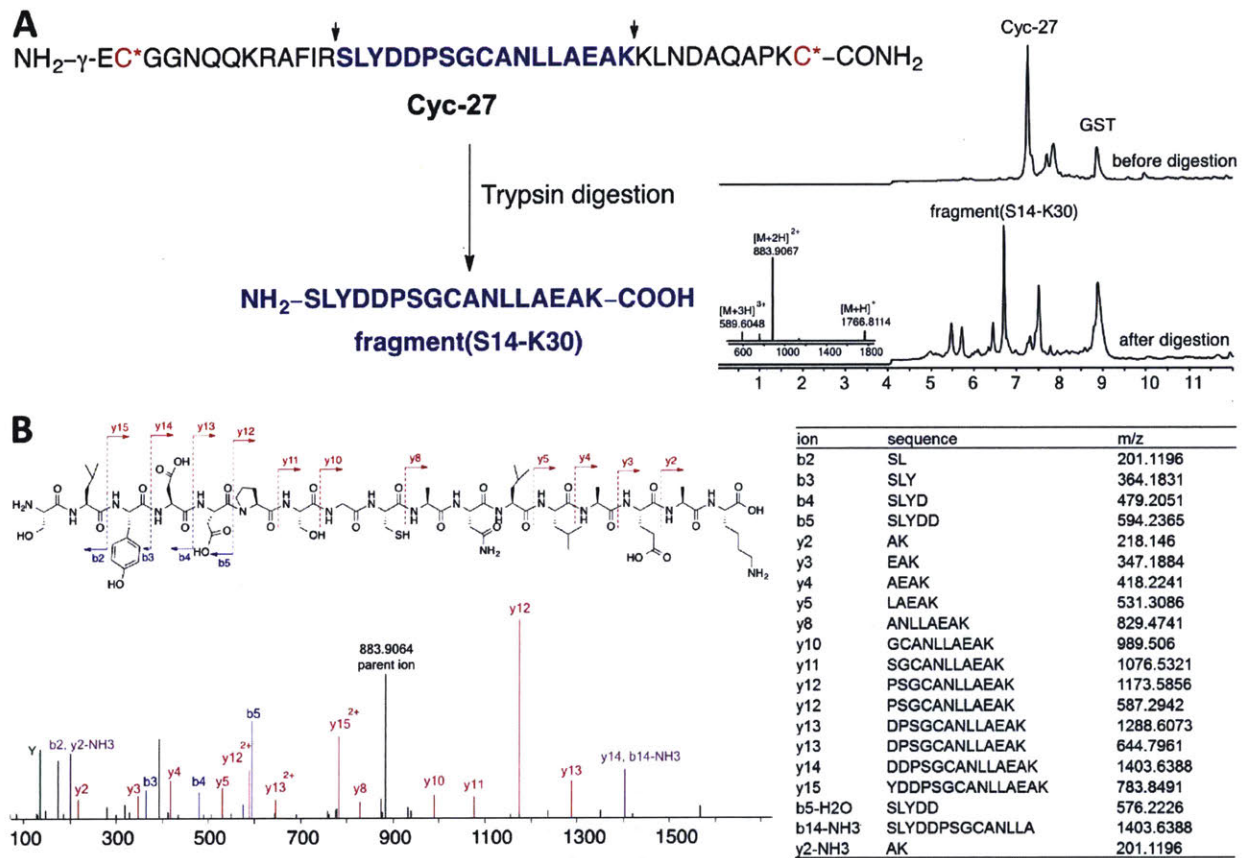 A
NH2–γ-EC*GGNQQKRAFIRSLYDDPSGCANLLAEAKKLNDAQAPKC*–CONH2
Cyc-27
Trypsin digestion
NH2–SLYDDPSGCANLLAEAK–COOH
fragment(S14-K30)
Cyc-27
GST
before digestion
fragment(S14-K30)
[M+2H]2+
883.9067
[M+3H]3+
589.6048
[M+H]+
1766.8114
600 1000 1400 1800
after digestion
1 2 3 4 5 6 7 8 9 10 11
B
y15 y14 y13 y12 y11 y10 y8 y5 y4 y3 y2
H2N HO O H N O H N O OH H N O N O H N O OH H N O H N O SH H N O H N O NH2 H N O H N O H N O H N O HO O H N O H N O OH NH2
b2 b3 b4 b5
HO
HO
O
y12
883.9064
parent ion
Y
b2, y2-NH3
y2
y3
b3
y4
b4
y5
y12 2+
b5
y13 2+
y15 2+
y8
y10
y11
y13
y14, b14-NH3
100 300 500 700 900 1100 1300 1500
ion sequence m/z
b2 SL 201.1196
b3 SLY 364.1831
b4 SLYD 479.2051
b5 SLYDD 594.2365
y2 AK 218.146
y3 EAK 347.1884
y4 AEAK 418.2241
y5 LAEAK 531.3086
y8 ANLLAEAK 829.4741
y10 GCANLLAEAK 989.506
y11 SGCANLLAEAK 1076.5321
y12 PSGCANLLAEAK 1173.5856
y12 PSGCANLLAEAK 587.2942
y13 DPSGCANLLAEAK 1288.6073
y13 DPSGCANLLAEAK 644.7961
y14 DDPSGCANLLAEAK 1403.6388
y15 YDDPSGCANLLAEAK 783.8491
b5-H2O SLYDD 576.2226
b14-NH3 SLYDDPSGCANLLA 1403.6388
y2-NH3 AK 201.1196